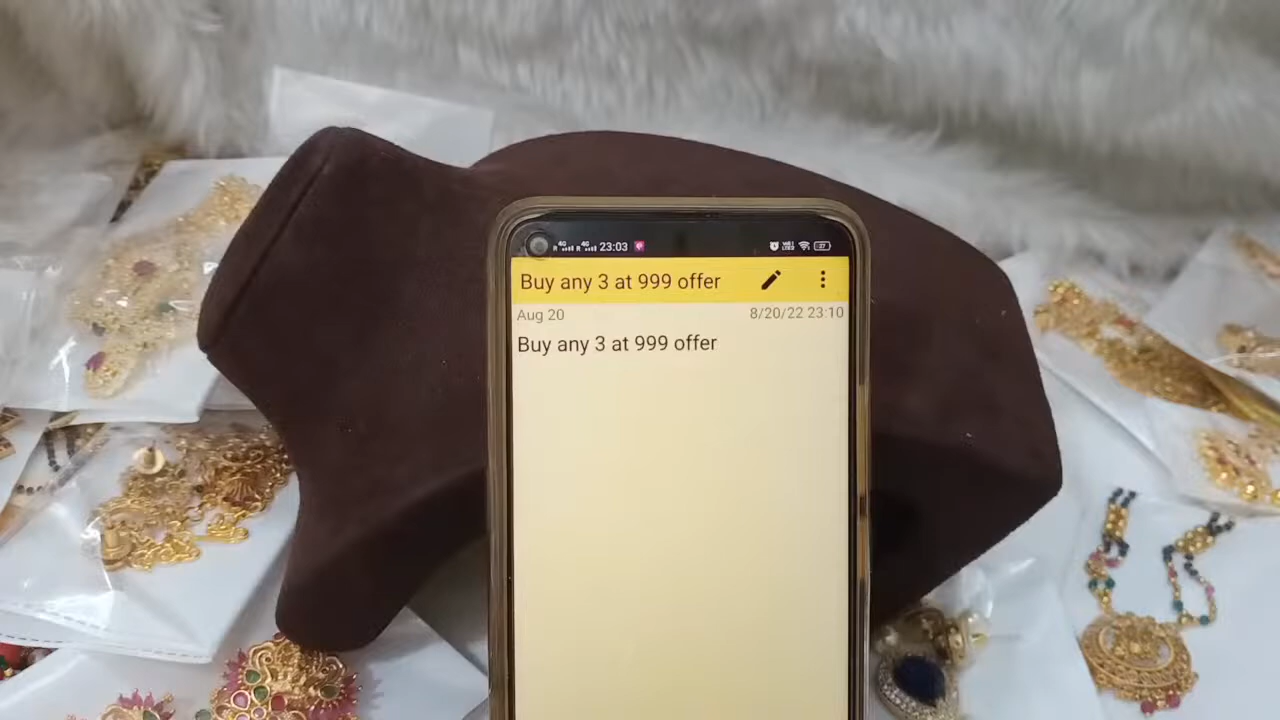 23:03
Buy any 3 at 999 offer
Aug 20 8/20/22 23:10
Buy any 3 at 999 offer